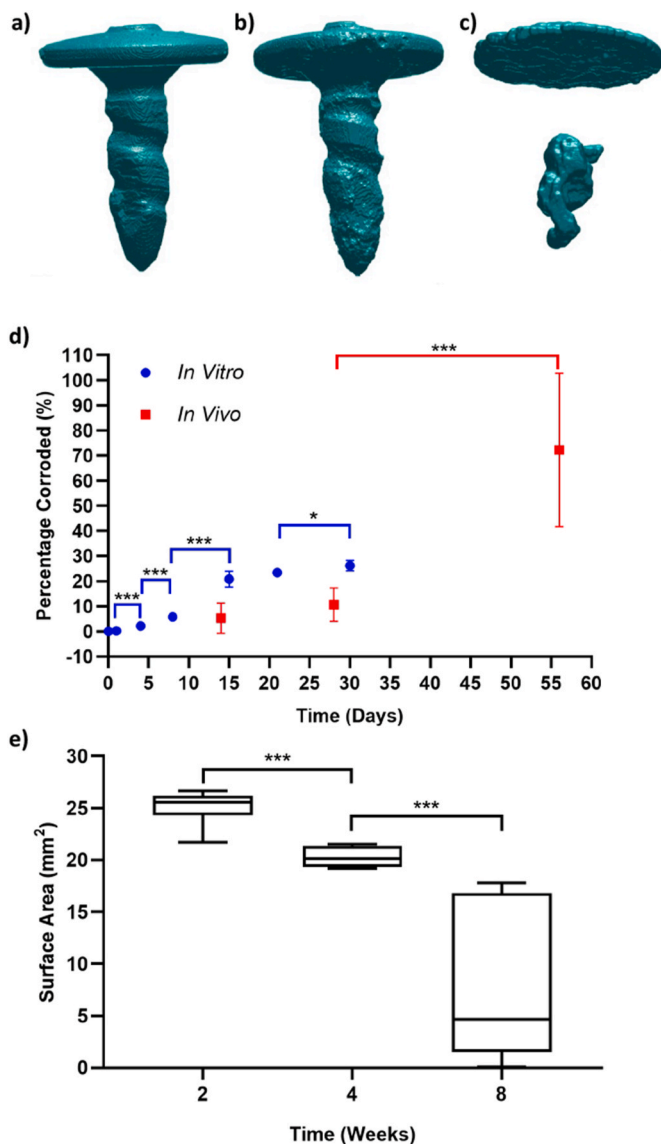 a)
b)
c)
d)
110
100
90
80
70
60
50
40
30
20
10
0
-10
Percentage Corroded (%)
In Vitro
In Vivo
***
***
***
*
***
0 5 10 15 20 25 30 35 40 45 50 55 60
Time (Days)
e)
30
25
20
15
10
5
0
Surface Area (mm²)
***
***
2 4 8
Time (Weeks)